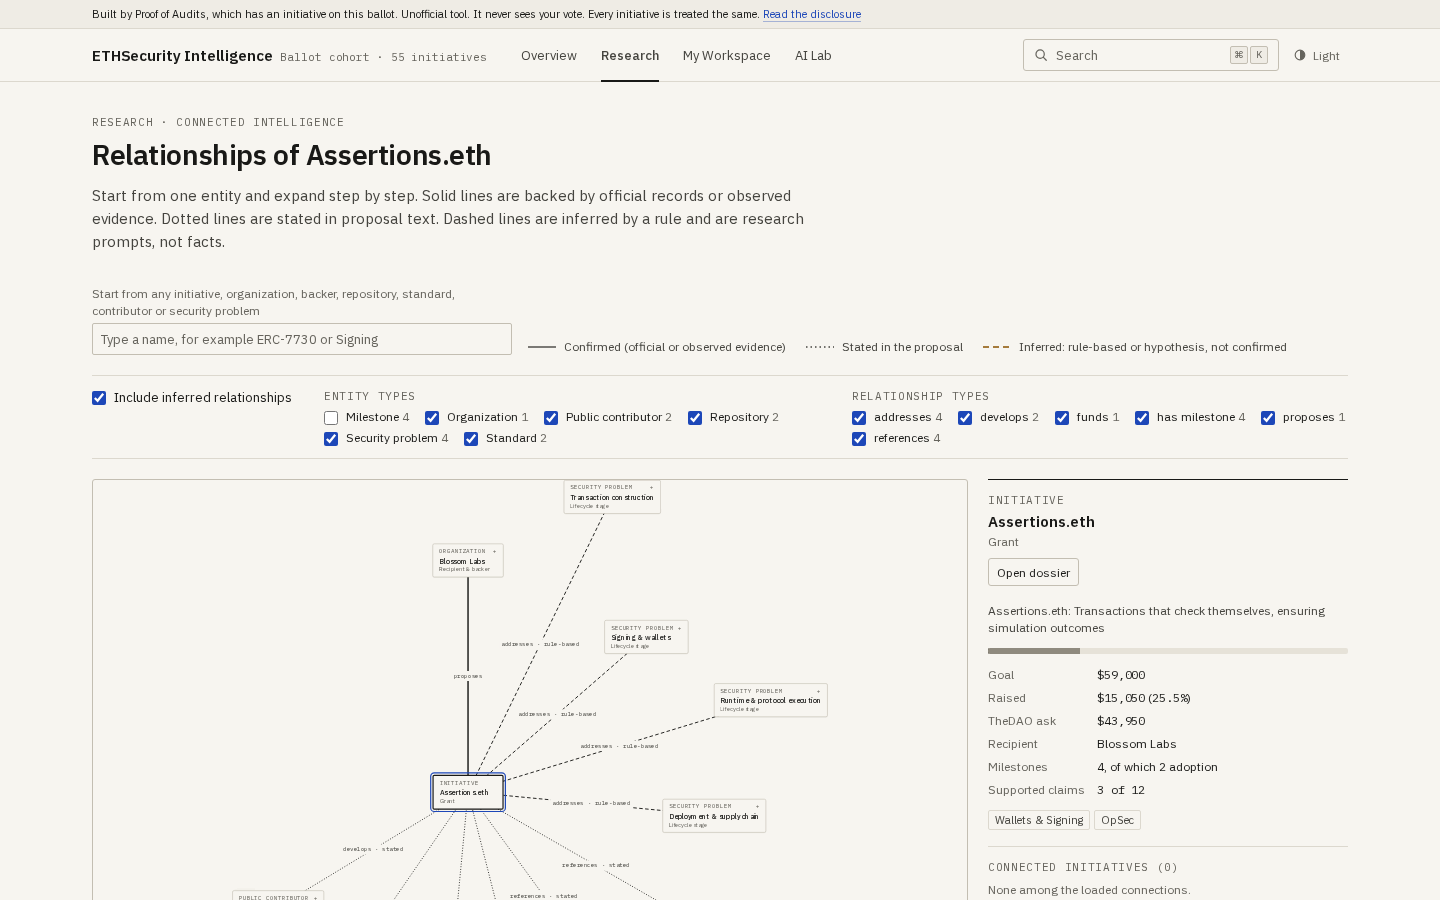 Built by Proof of Audits, which has an initiative on this ballot. Unofficial tool. It never sees your vote. Every initiative is treated the same. Read the disclosure
ETHSecurity Intelligence Ballot cohort · 55 initiatives Overview Research My Workspace AI Lab Search ⌘ K Light
RESEARCH · CONNECTED INTELLIGENCE
Relationships of Assertions.eth
Start from one entity and expand step by step. Solid lines are backed by official records or observed
evidence. Dotted lines are stated in proposal text. Dashed lines are inferred by a rule and are research
prompts, not facts.
Start from any initiative, organization, backer, repository, standard,
contributor or security problem
Type a name, for example ERC-7730 or Signing
Confirmed (official or observed evidence) Stated in the proposal Inferred: rule-based or hypothesis, not confirmed
Include inferred relationships
ENTITY TYPES
Milestone 4 Organization 1 Public contributor 2 Repository 2
Security problem 4 Standard 2
RELATIONSHIP TYPES
addresses 4 develops 2 funds 1 has milestone 4 proposes 1
references 4
SECURITY PROBLEM +
Transaction construction
Lifecycle stage
ORGANIZATION +
Blossom Labs
Recipient & backer
SECURITY PROBLEM +
Signing & wallets
Lifecycle stage
addresses · rule-based
proposes
SECURITY PROBLEM +
Runtime & protocol execution
Lifecycle stage
addresses · rule-based
addresses · rule-based
INITIATIVE
Assertions.eth
Grant
addresses · rule-based
SECURITY PROBLEM +
Deployment & supply chain
Lifecycle stage
develops · stated
references · stated
references · stated
PUBLIC CONTRIBUTOR +
INITIATIVE
Assertions.eth
Grant
Open dossier
Assertions.eth: Transactions that check themselves, ensuring
simulation outcomes
Goal $59,000
Raised $15,050 (25.5%)
TheDAO ask $43,950
Recipient Blossom Labs
Milestones 4, of which 2 adoption
Supported claims 3 of 12
Wallets & Signing OpSec
CONNECTED INITIATIVES (0)
None among the loaded connections.